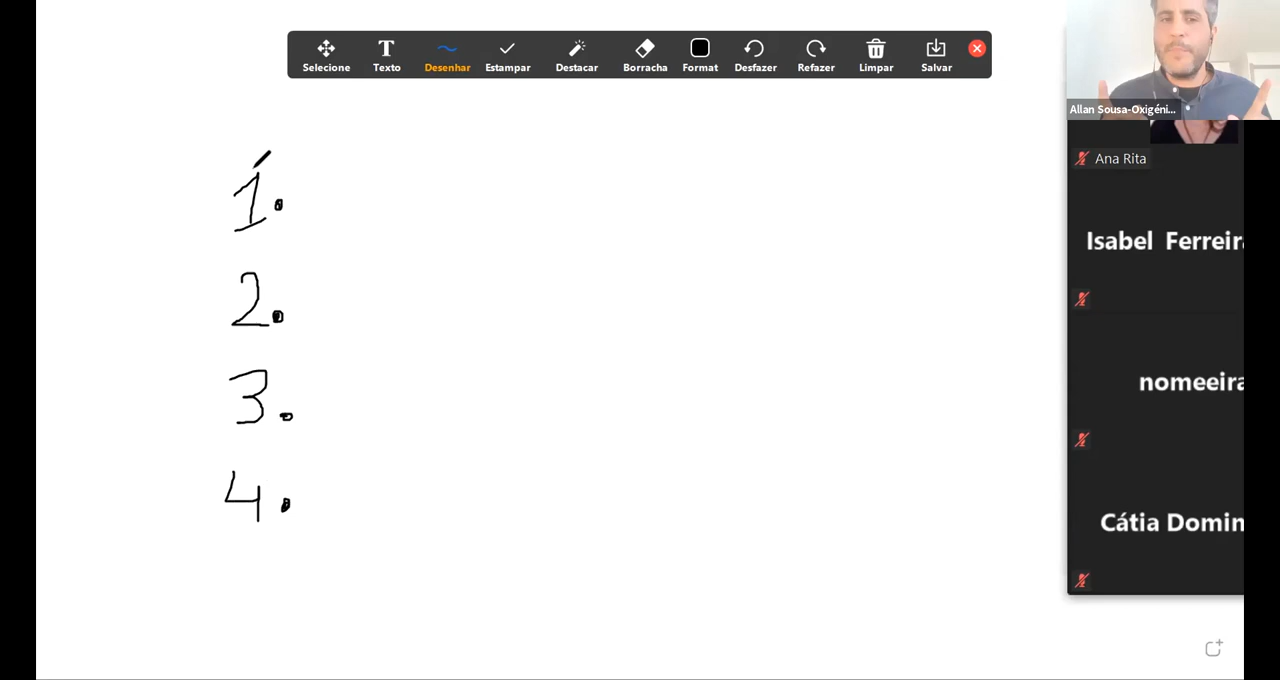 Selecione Texto Desenhar Estampar Destacar Borracha Format Desfazer Refazer Limpar Salvar
Allan Sousa-Oxigéni...
Ana Rita
1.
Isabel Ferreir
2.
nomeeira
3.
4.
Cátia Domin